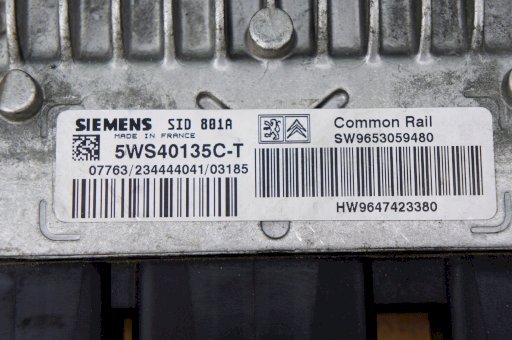 SIEMENS SID 801A
MADE IN FRANCE
5WS40135C-T
07763/234444041/03185
Common Rail
SW9653059480
HW9647423380